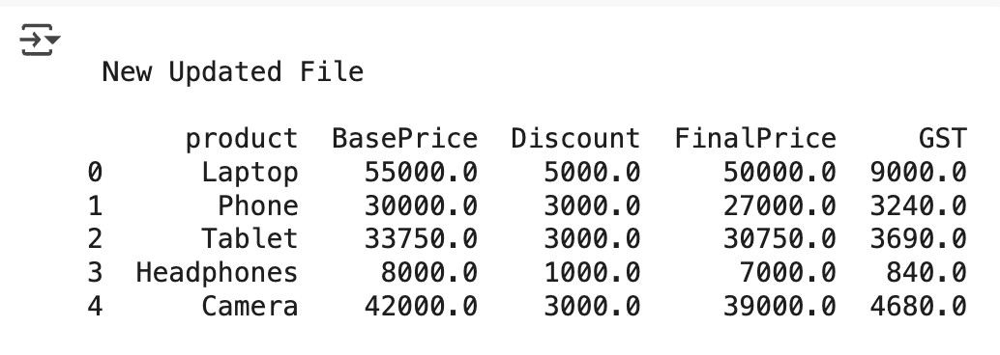 New Updated File
product BasePrice Discount FinalPrice GST
0 Laptop 55000.0 5000.0 50000.0 9000.0
1 Phone 30000.0 3000.0 27000.0 3240.0
2 Tablet 33750.0 3000.0 30750.0 3690.0
3 Headphones 8000.0 1000.0 7000.0 840.0
4 Camera 42000.0 3000.0 39000.0 4680.0